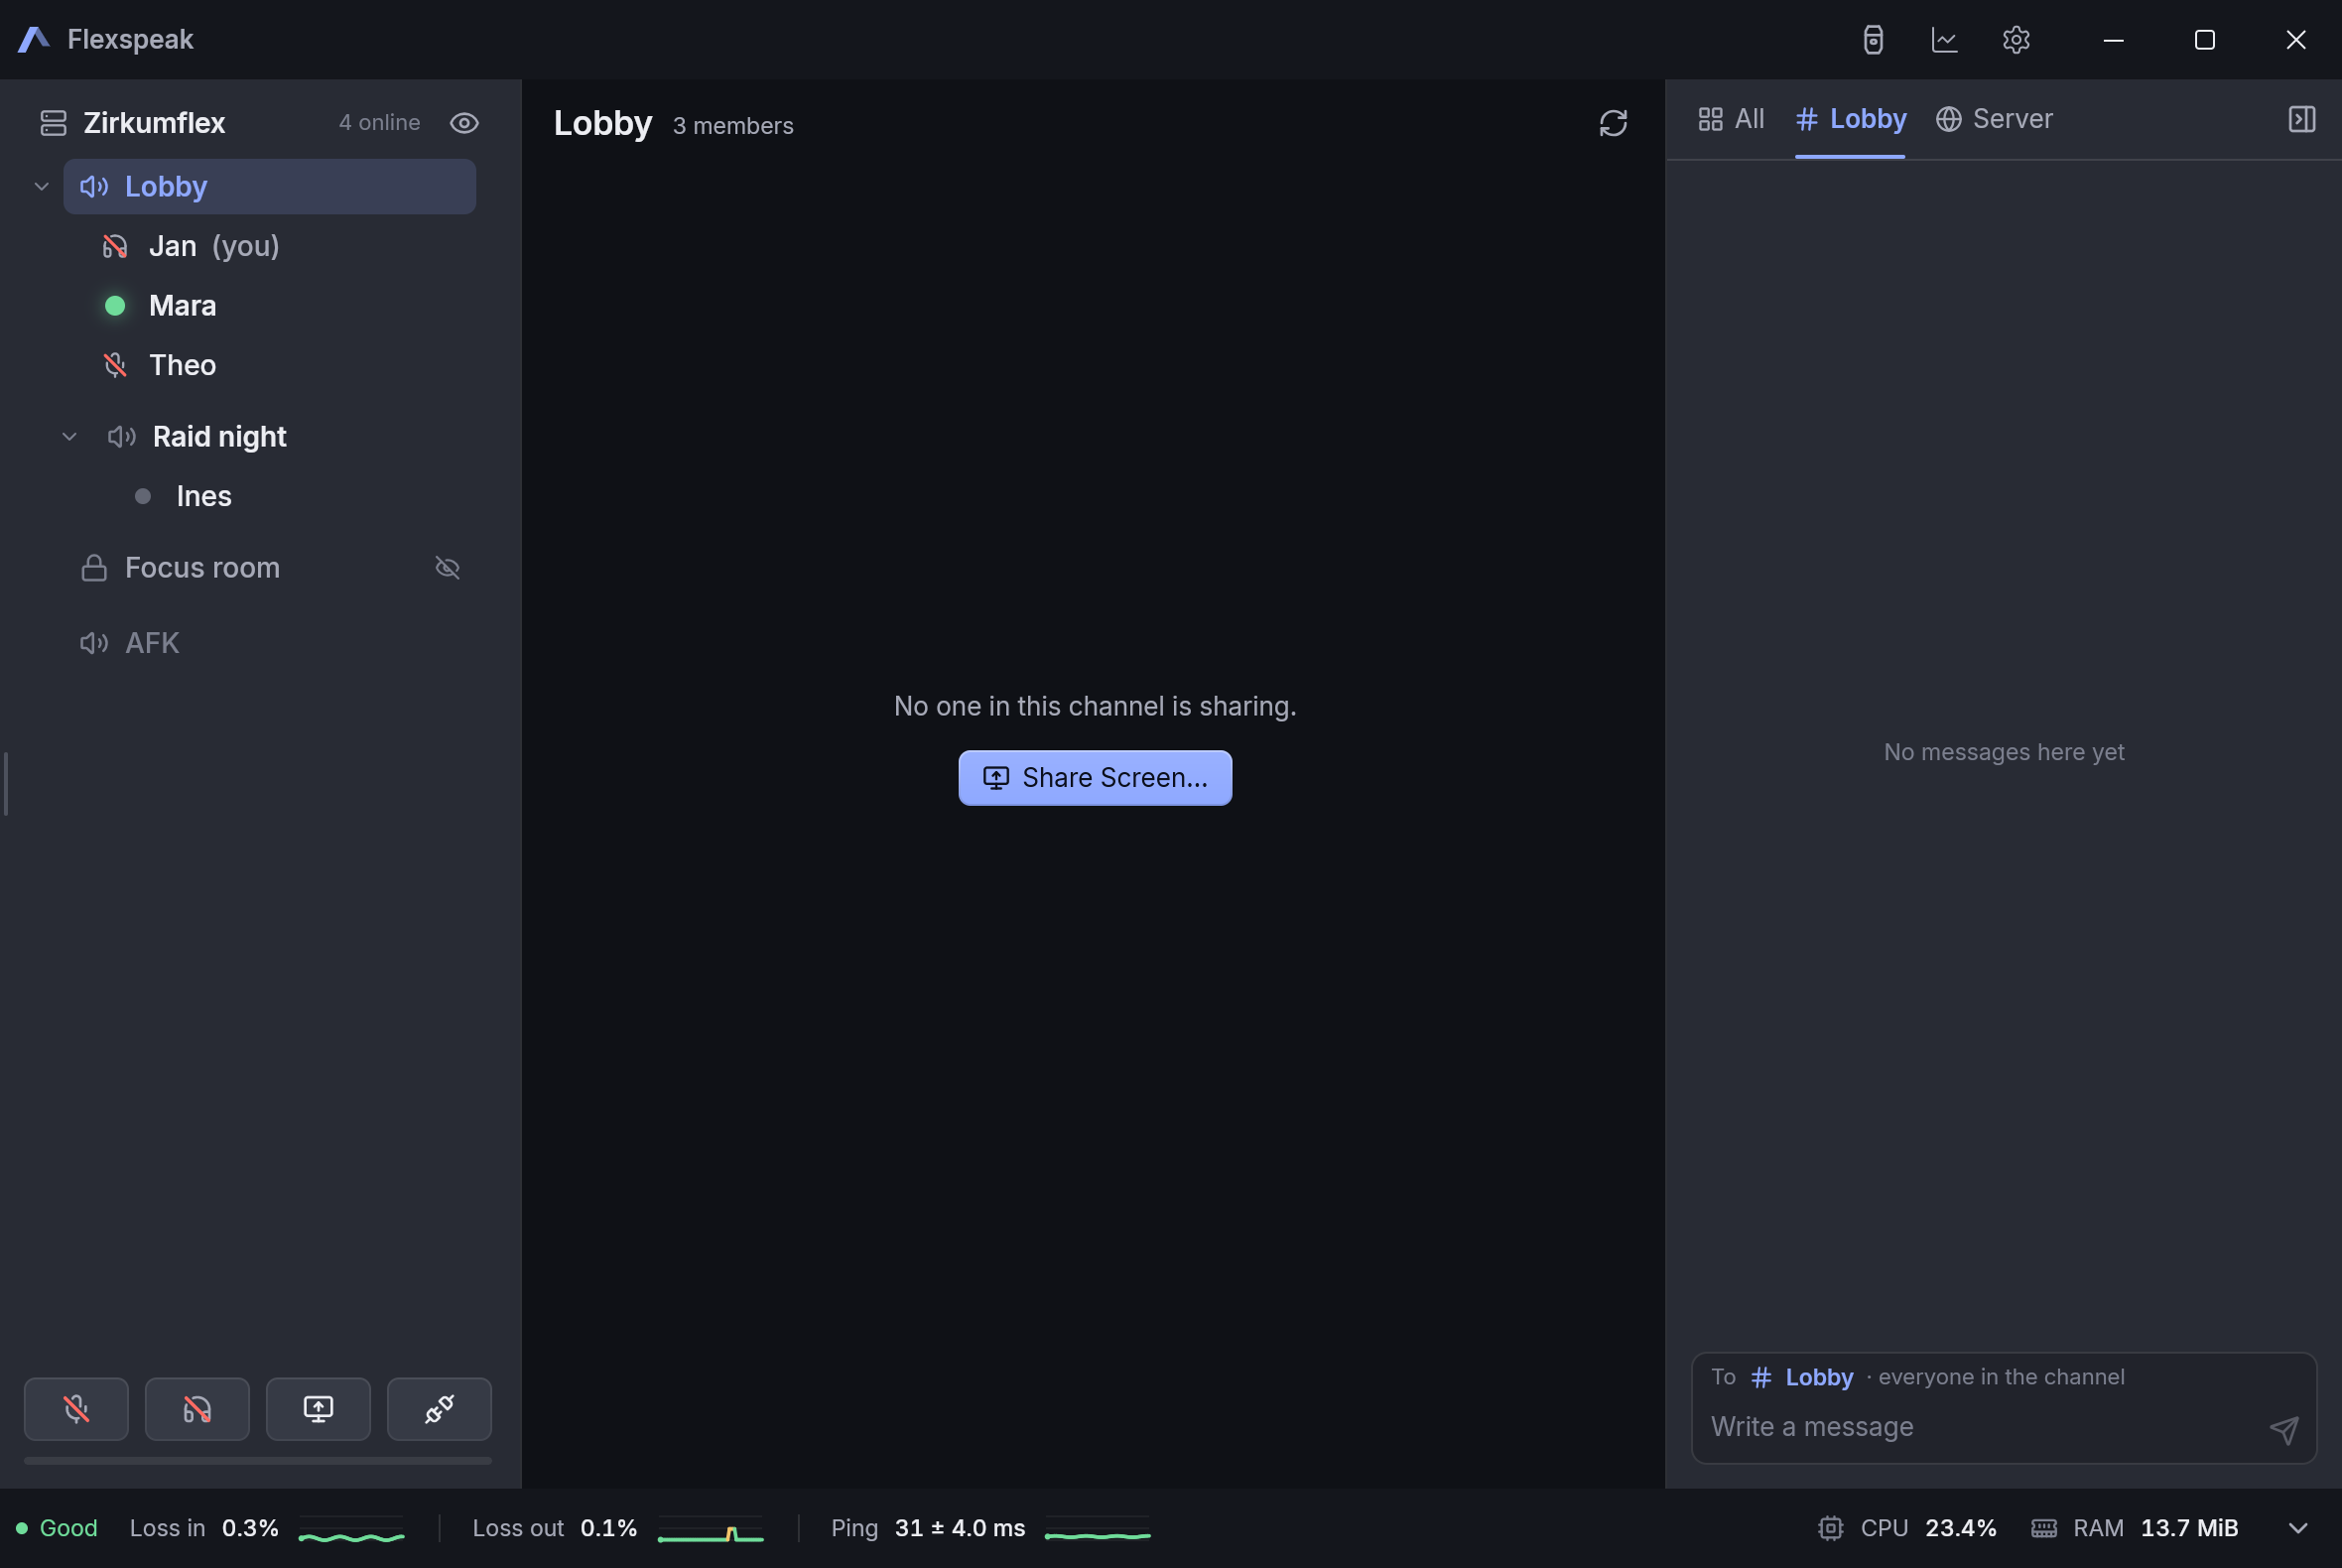 Flexspeak
Zirkumflex 4 online
Lobby
Jan (you)
Mara
Theo
Raid night
Ines
Focus room
AFK
Lobby 3 members
No one in this channel is sharing.
Share Screen...
All # Lobby Server
No messages here yet
To # Lobby · everyone in the channel
Write a message
Good Loss in 0.3% Loss out 0.1% Ping 31 ± 4.0 ms CPU 23.4% RAM 13.7 MiB